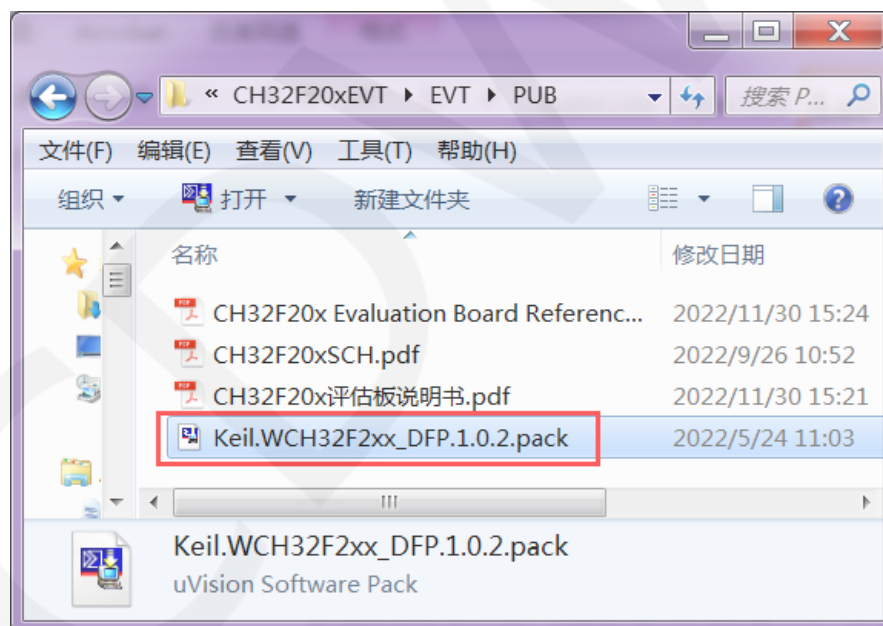 « CH32F20xEVT ▸ EVT ▸ PUB
搜索 P...
文件(F) 编辑(E) 查看(V) 工具(T) 帮助(H)
组织 打开 新建文件夹
名称 修改日期
CH32F20x Evaluation Board Referenc... 2022/11/30 15:24
CH32F20xSCH.pdf 2022/9/26 10:52
CH32F20x评估板说明书.pdf 2022/11/30 15:21
Keil.WCH32F2xx_DFP.1.0.2.pack 2022/5/24 11:03
Keil.WCH32F2xx_DFP.1.0.2.pack
uVision Software Pack